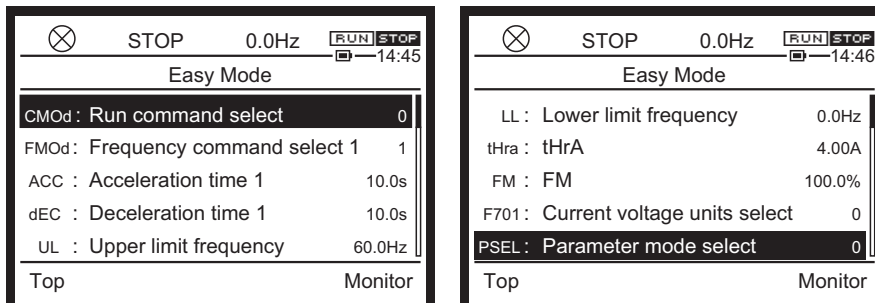 STOP 0.0Hz RUN STOP
14:45
Easy Mode
CMOd : Run command select 0
FMOd : Frequency command select 1 1
ACC : Acceleration time 1 10.0s
dEC : Deceleration time 1 10.0s
UL : Upper limit frequency 60.0Hz
Top Monitor
STOP 0.0Hz RUN STOP
14:46
Easy Mode
LL : Lower limit frequency 0.0Hz
tHra : tHrA 4.00A
FM : FM 100.0%
F701 : Current voltage units select 0
PSEL : Parameter mode select 0
Top Monitor